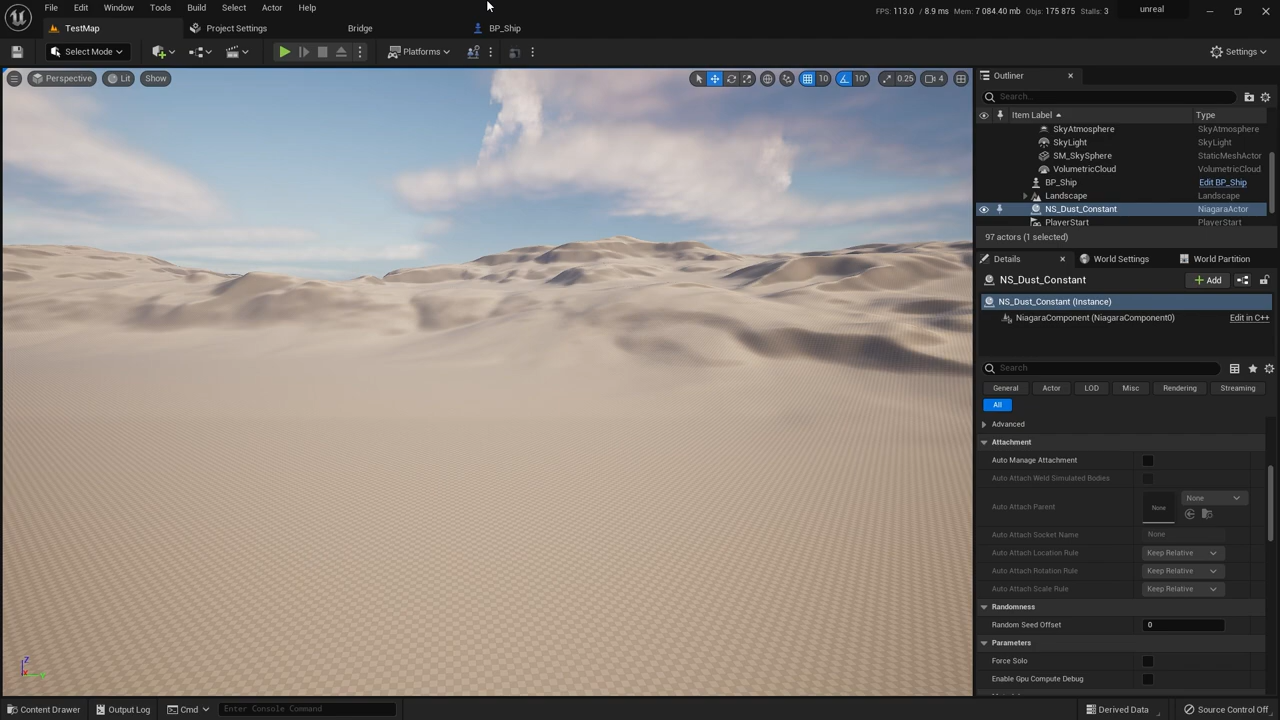 File Edit Window Tools Build Select Actor Help
FPS: 113.0 / 8.9 ms Mem: 7 084.40 mb Objs: 175 875 Stalls: 3
unreal
TestMap Project Settings Bridge BP_Ship
Select Mode Platforms Settings
Perspective Lit Show 10 10° 0.25 4
Outliner
Search...
Item Label Type
SkyAtmosphere SkyAtmosphere
SkyLight SkyLight
SM_SkySphere StaticMeshActor
VolumetricCloud VolumetricCloud
BP_Ship Edit BP_Ship
Landscape Landscape
NS_Dust_Constant NiagaraActor
PlayerStart PlayerStart
97 actors (1 selected)
Details World Settings World Partition
NS_Dust_Constant + Add
NS_Dust_Constant (Instance)
NiagaraComponent (NiagaraComponent0) Edit in C++
Search
General Actor LOD Misc Rendering Streaming
All
Advanced
Attachment
Auto Manage Attachment
Auto Attach Weld Simulated Bodies
None
Auto Attach Parent None
Auto Attach Socket Name None
Auto Attach Location Rule Keep Relative
Auto Attach Rotation Rule Keep Relative
Auto Attach Scale Rule Keep Relative
Randomness
Random Seed Offset 0
Parameters
Force Solo
Enable Gpu Compute Debug
Z
Content Drawer Output Log Cmd Enter Console Command Derived Data Source Control Off